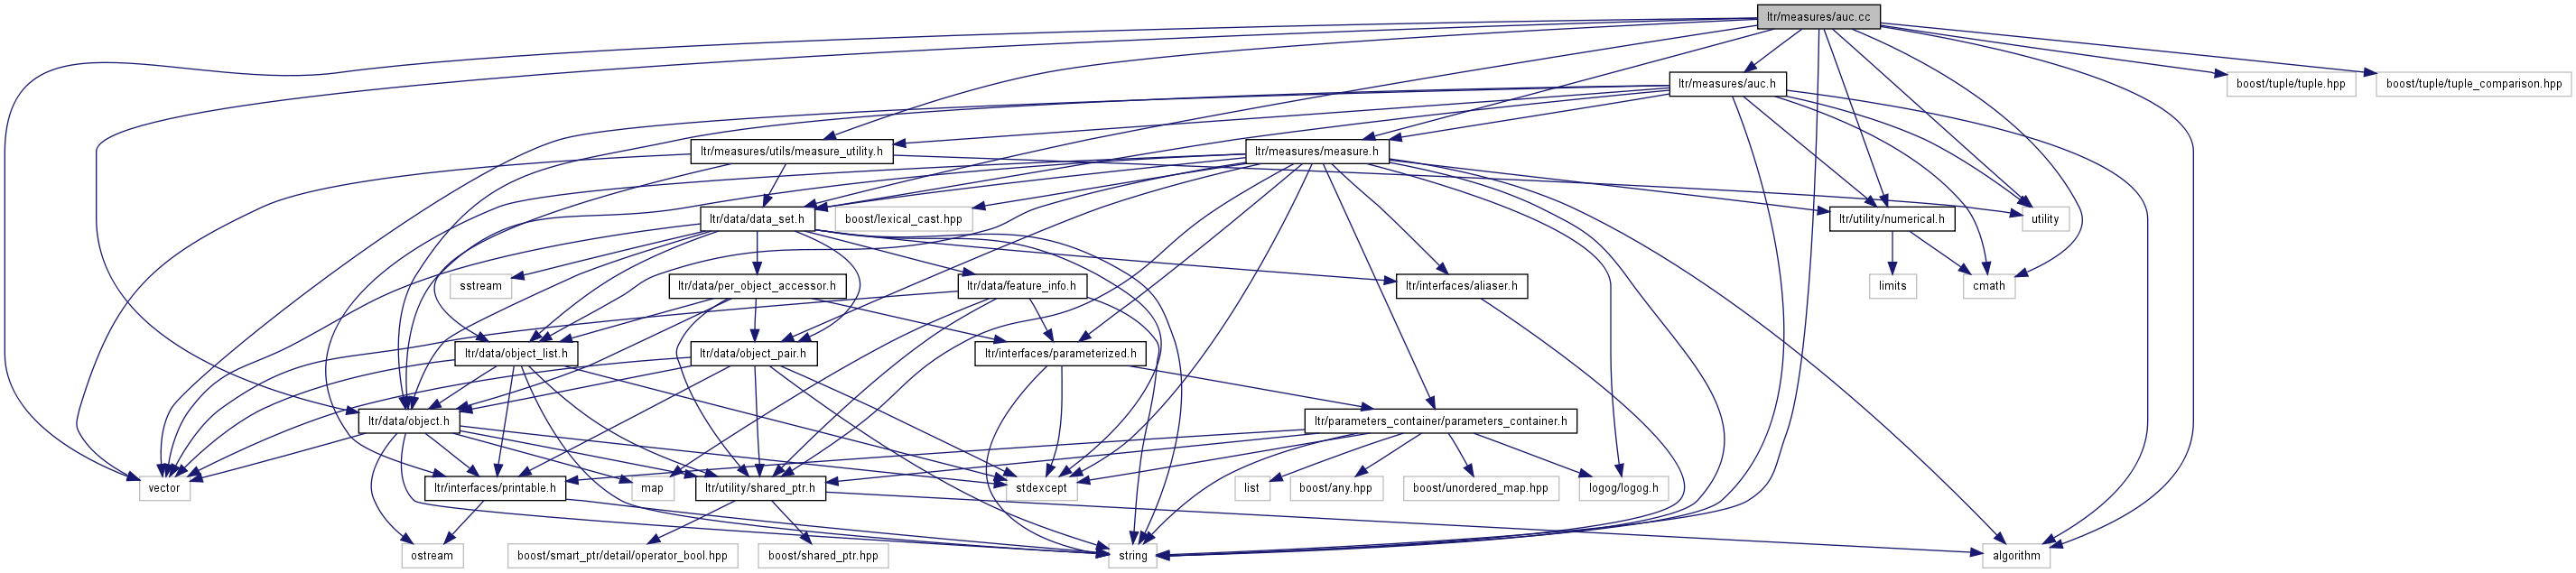 ltr/measures/auc.cc
ltr/measures/auc.h
boost/tuple/tuple.hpp
boost/tuple/tuple_comparison.hpp
ltr/measures/utils/measure_utility.h
ltr/measures/measure.h
ltr/data/data_set.h
boost/lexical_cast.hpp
ltr/utility/numerical.h
utility
sstream
ltr/data/per_object_accessor.h
ltr/data/feature_info.h
ltr/interfaces/aliaser.h
limits
cmath
ltr/data/object_list.h
ltr/data/object_pair.h
ltr/interfaces/parameterized.h
ltr/data/object.h
ltr/parameters_container/parameters_container.h
vector
ltr/interfaces/printable.h
map
ltr/utility/shared_ptr.h
stdexcept
list
boost/any.hpp
boost/unordered_map.hpp
logog/logog.h
ostream
boost/smart_ptr/detail/operator_bool.hpp
boost/shared_ptr.hpp
string
algorithm